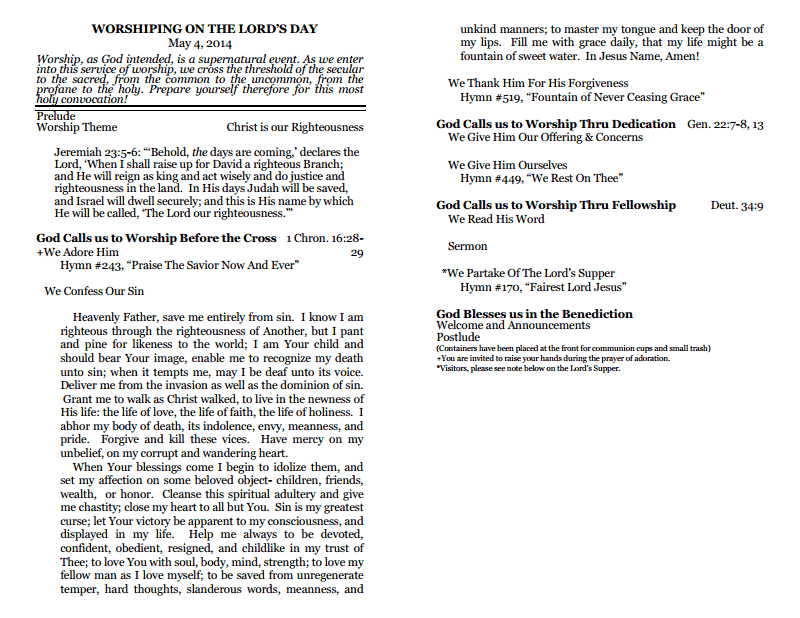 WORSHIPING ON THE LORD'S DAY
May 4, 2014
Worship, as God intended, is a supernatural event. As we enter
into this service of worship, we cross the threshold of the secular
to the sacred, from the common to the uncommon, from the
profane to the holy. Prepare yourself therefore for this most
holy convocation!
Prelude
Worship Theme Christ is our Righteousness
Jeremiah 23:5-6: "'Behold, the days are coming,' declares the
Lord, 'When I shall raise up for David a righteous Branch;
and He will reign as king and act wisely and do justice and
righteousness in the land. In His days Judah will be saved,
and Israel will dwell securely; and this is His name by which
He will be called, 'The Lord our righteousness.'"
God Calls us to Worship Before the Cross 1 Chron. 16:28-
+We Adore Him 29
Hymn #243, "Praise The Savior Now And Ever"
We Confess Our Sin
Heavenly Father, save me entirely from sin. I know I am
righteous through the righteousness of Another, but I pant
and pine for likeness to the world; I am Your child and
should bear Your image, enable me to recognize my death
unto sin; when it tempts me, may I be deaf unto its voice.
Deliver me from the invasion as well as the dominion of sin.
Grant me to walk as Christ walked, to live in the newness of
His life: the life of love, the life of faith, the life of holiness. I
abhor my body of death, its indolence, envy, meanness, and
pride. Forgive and kill these vices. Have mercy on my
unbelief, on my corrupt and wandering heart.
When Your blessings come I begin to idolize them, and
set my affection on some beloved object- children, friends,
wealth, or honor. Cleanse this spiritual adultery and give
me chastity; close my heart to all but You. Sin is my greatest
curse; let Your victory be apparent to my consciousness, and
displayed in my life. Help me always to be devoted,
confident, obedient, resigned, and childlike in my trust of
Thee; to love You with soul, body, mind, strength; to love my
fellow man as I love myself; to be saved from unregenerate
temper, hard thoughts, slanderous words, meanness, and
unkind manners; to master my tongue and keep the door of
my lips. Fill me with grace daily, that my life might be a
fountain of sweet water. In Jesus Name, Amen!
We Thank Him For His Forgiveness
Hymn #519, "Fountain of Never Ceasing Grace"
God Calls us to Worship Thru Dedication Gen. 22:7-8, 13
We Give Him Our Offering & Concerns
We Give Him Ourselves
Hymn #449, "We Rest On Thee"
God Calls us to Worship Thru Fellowship Deut. 34:9
We Read His Word
Sermon
*We Partake Of The Lord's Supper
Hymn #170, "Fairest Lord Jesus"
God Blesses us in the Benediction
Welcome and Announcements
Postlude
(Containers have been placed at the front for communion cups and small trash)
+You are invited to raise your hands during the prayer of adoration.
*Visitors, please see note below on the Lord's Supper.